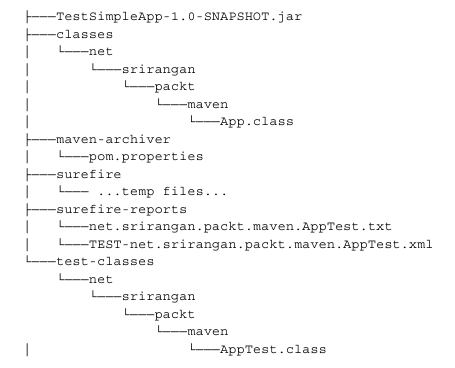 ├───TestSimpleApp-1.0-SNAPSHOT.jar
├───classes
│   └───net
│       └───srirangan
│           └───packt
│               └───maven
│                   └───App.class
├───maven-archiver
│   └───pom.properties
├───surefire
│   └─── ...temp files...
├───surefire-reports
│   └───net.srirangan.packt.maven.AppTest.txt
│   └───TEST-net.srirangan.packt.maven.AppTest.xml
└───test-classes
    └───net
        └───srirangan
            └───packt
                └───maven
│                   └───AppTest.class